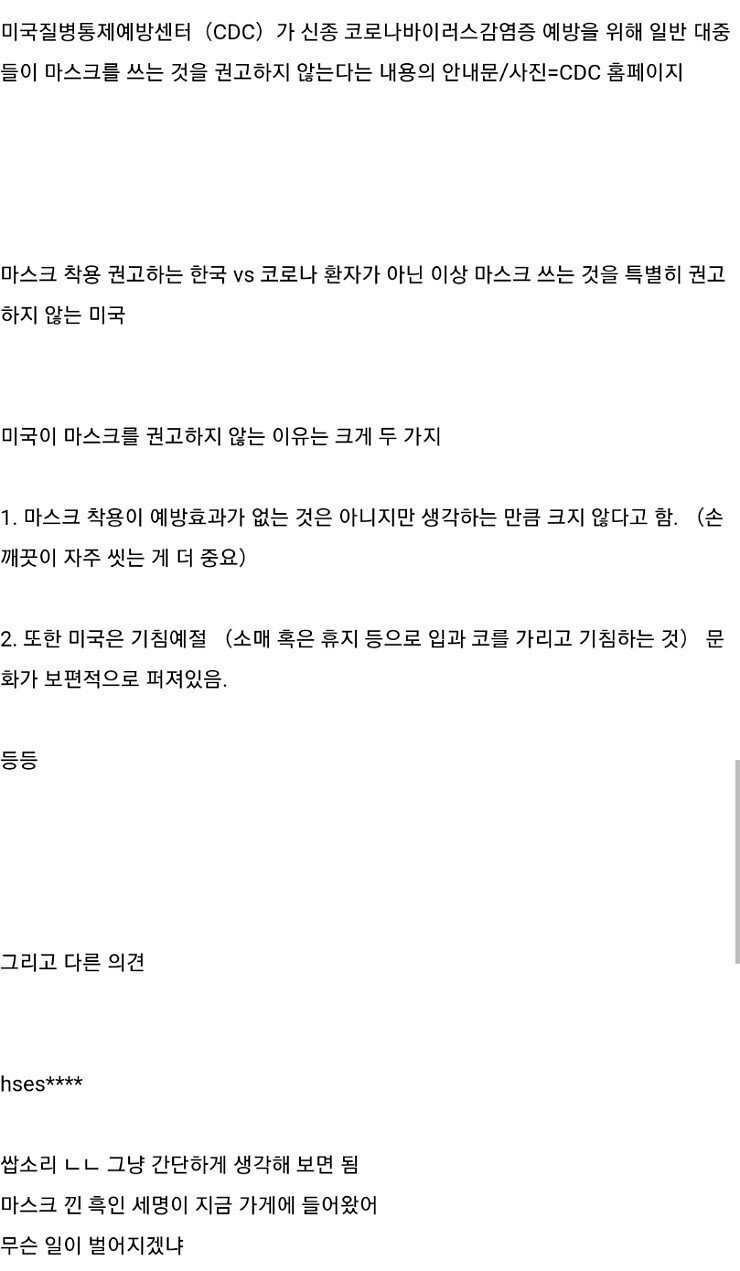 미국질병통제예방센터（CDC）가 신종 코로나바이러스감염증 예방을 위해 일반 대중
들이 마스크를 쓰는 것을 권고하지 않는다는 내용의 안내문/사진=CDC 홈페이지
마스크 착용 권고하는 한국 vs 코로나 환자가 아닌 이상 마스크 쓰는 것을 특별히 권고
하지 않는 미국
미국이 마스크를 권고하지 않는 이유는 크게 두 가지
1. 마스크 착용이 예방효과가 없는 것은 아니지만 생각하는 만큼 크지 않다고 함. （손
깨끗이 자주 씻는 게 더 중요）
2. 또한 미국은 기침예절 （소매 혹은 휴지 등으로 입과 코를 가리고 기침하는 것） 문
화가 보편적으로 퍼져있음.
등등
그리고 다른 의견
hses****
쌉소리 ㄴㄴ 그냥 간단하게 생각해 보면 됨
마스크 낀 흑인 세명이 지금 가게에 들어왔어
무슨 일이 벌어지겠냐